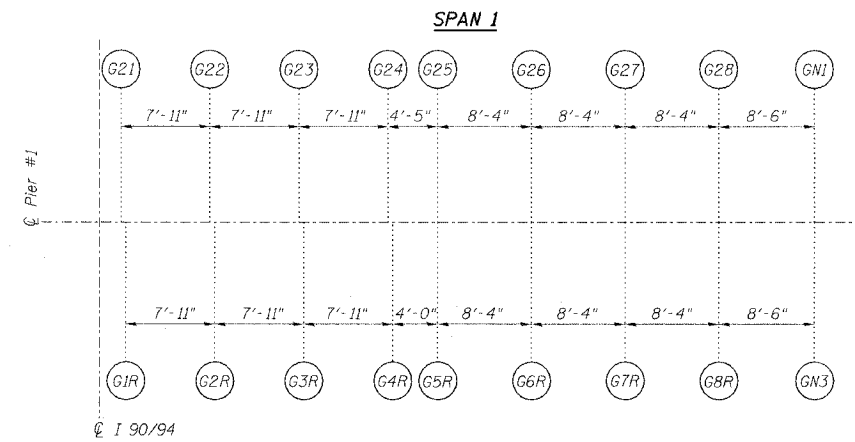 SPAN 1
G21 G22 G23 G24 G25 G26 G27 G28 GN1
7'-11" 7'-11" 7'-11" 4'-5" 8'-4" 8'-4" 8'-4" 8'-6"
℄ Pier #1
7'-11" 7'-11" 7'-11" 4'-0" 8'-4" 8'-4" 8'-4" 8'-6"
G1R G2R G3R G4R G5R G6R G7R G8R GN3
℄ I 90/94